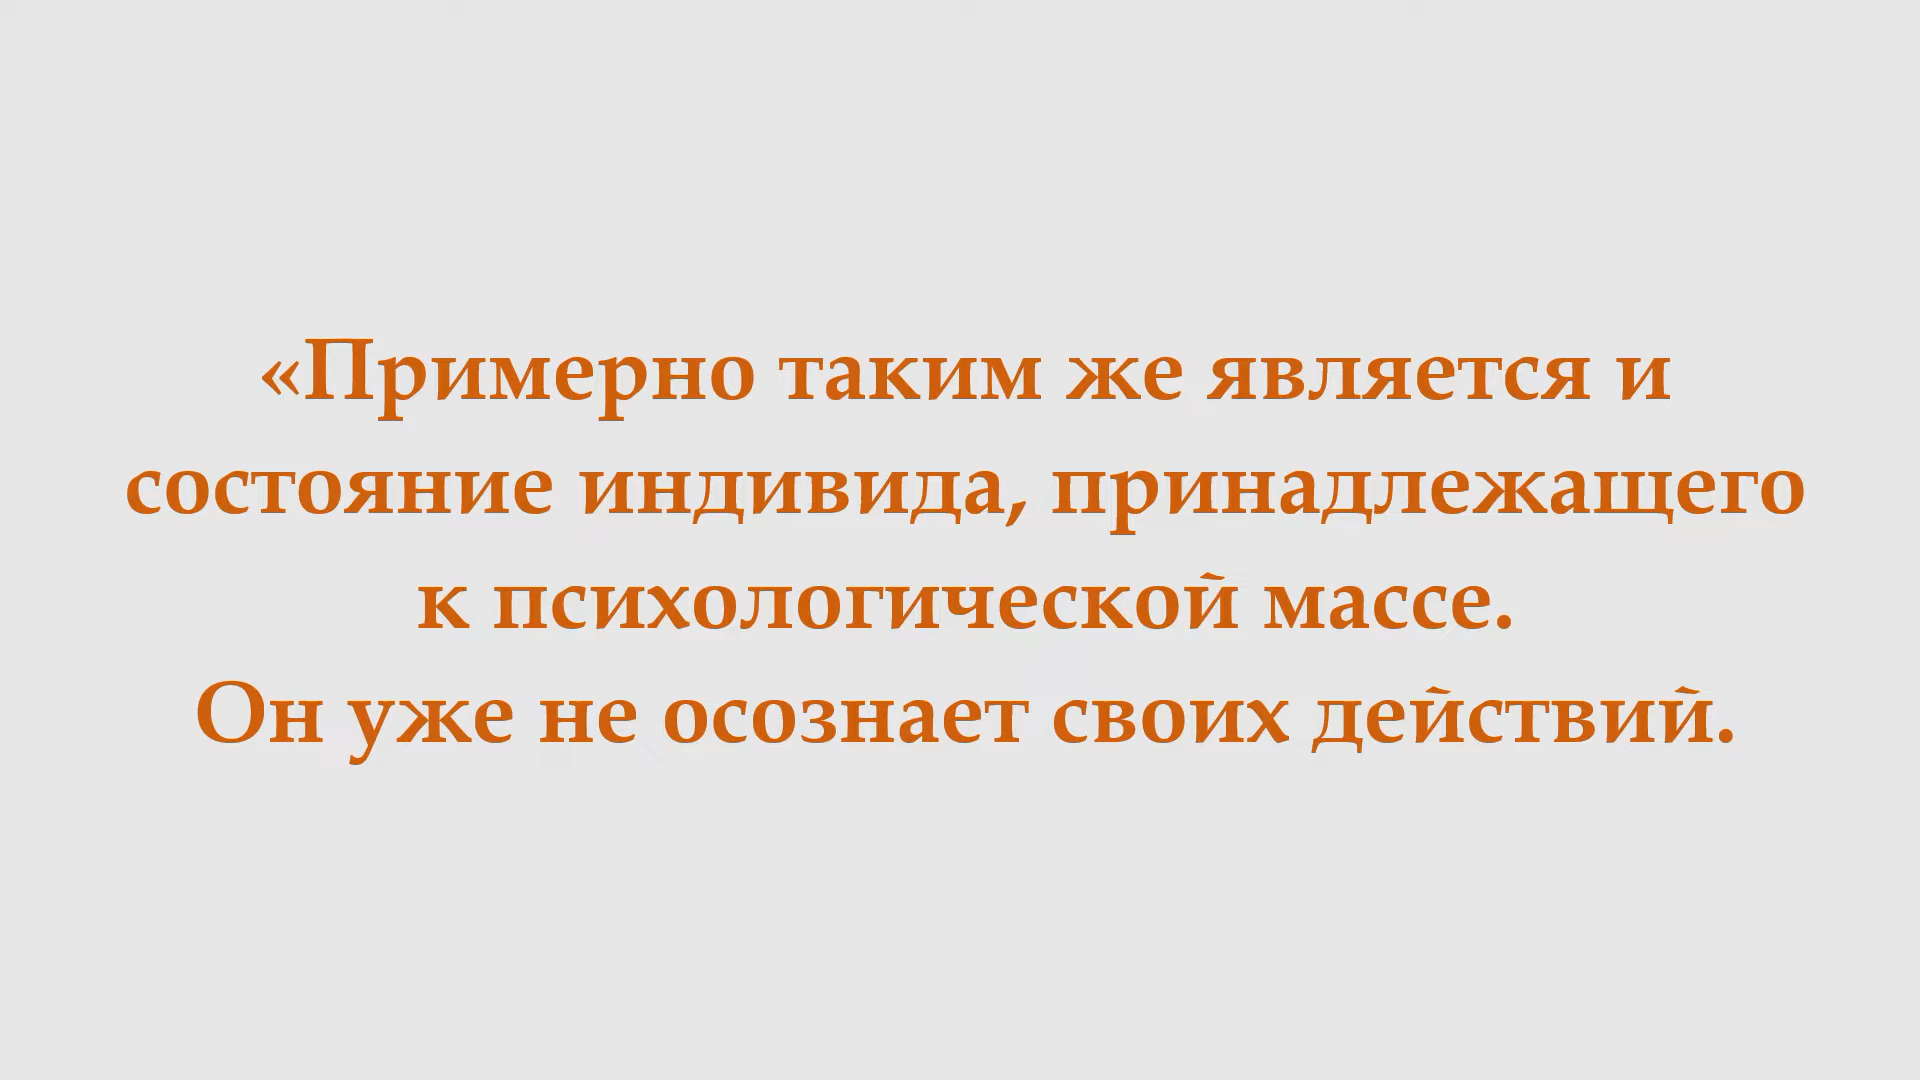 «Примерно таким же является и
состояние индивида, принадлежащего
к психологической массе.
Он уже не осознает своих действий.